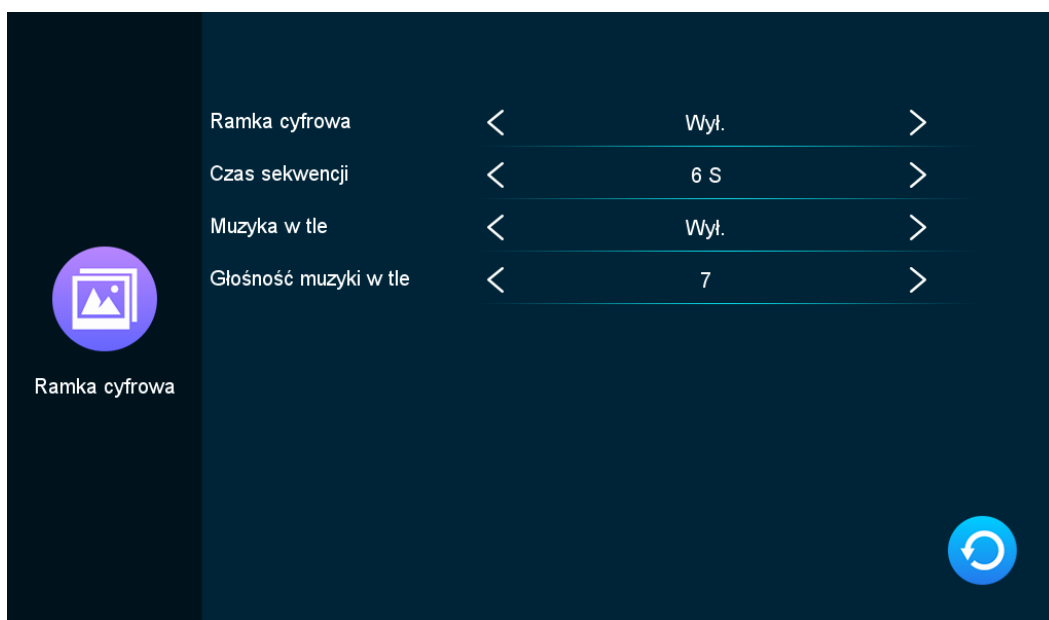 Ramka cyfrowa Wył.
Czas sekwencji 6 S
Muzyka w tle Wył.
Głośność muzyki w tle 7
Ramka cyfrowa